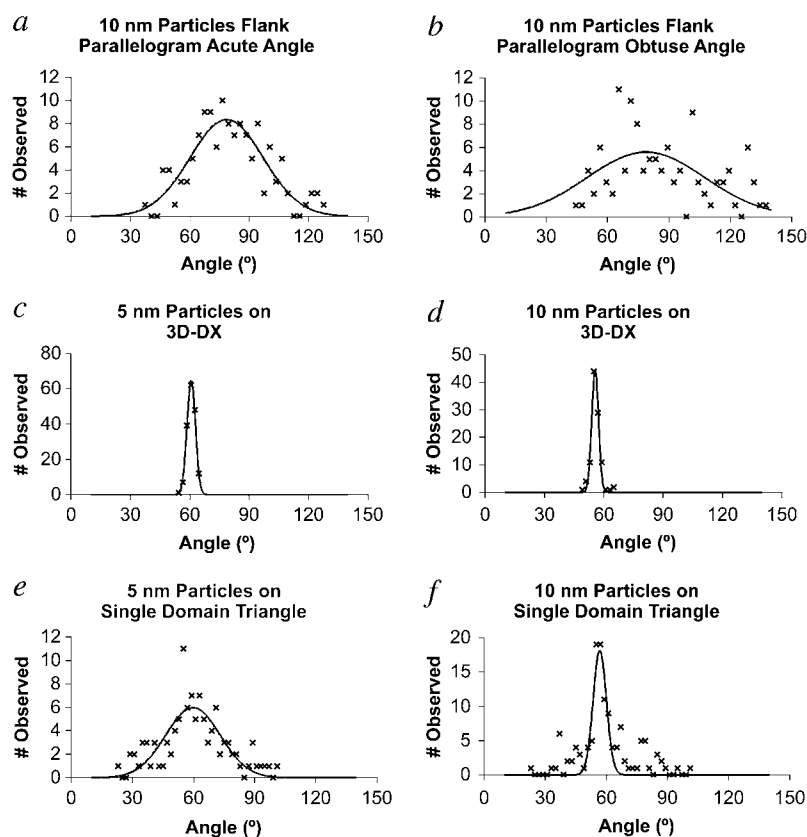 a
10 nm Particles Flank
Parallelogram Acute Angle
# Observed
12
10
8
6
4
2
0
0 30 60 90 120 150
Angle (º)
b
10 nm Particles Flank
Parallelogram Obtuse Angle
# Observed
12
10
8
6
4
2
0
0 30 60 90 120 150
Angle (º)
c
5 nm Particles on
3D-DX
# Observed
80
60
40
20
0
0 30 60 90 120 150
Angle (º)
d
10 nm Particles on
3D-DX
# Observed
50
40
30
20
10
0
0 30 60 90 120 150
Angle (º)
e
5 nm Particles on
Single Domain Triangle
# Observed
12
10
8
6
4
2
0
0 30 60 90 120 150
Angle (º)
f
10 nm Particles on
Single Domain Triangle
# Observed
20
15
10
5
0
0 30 60 90 120 150
Angle (º)